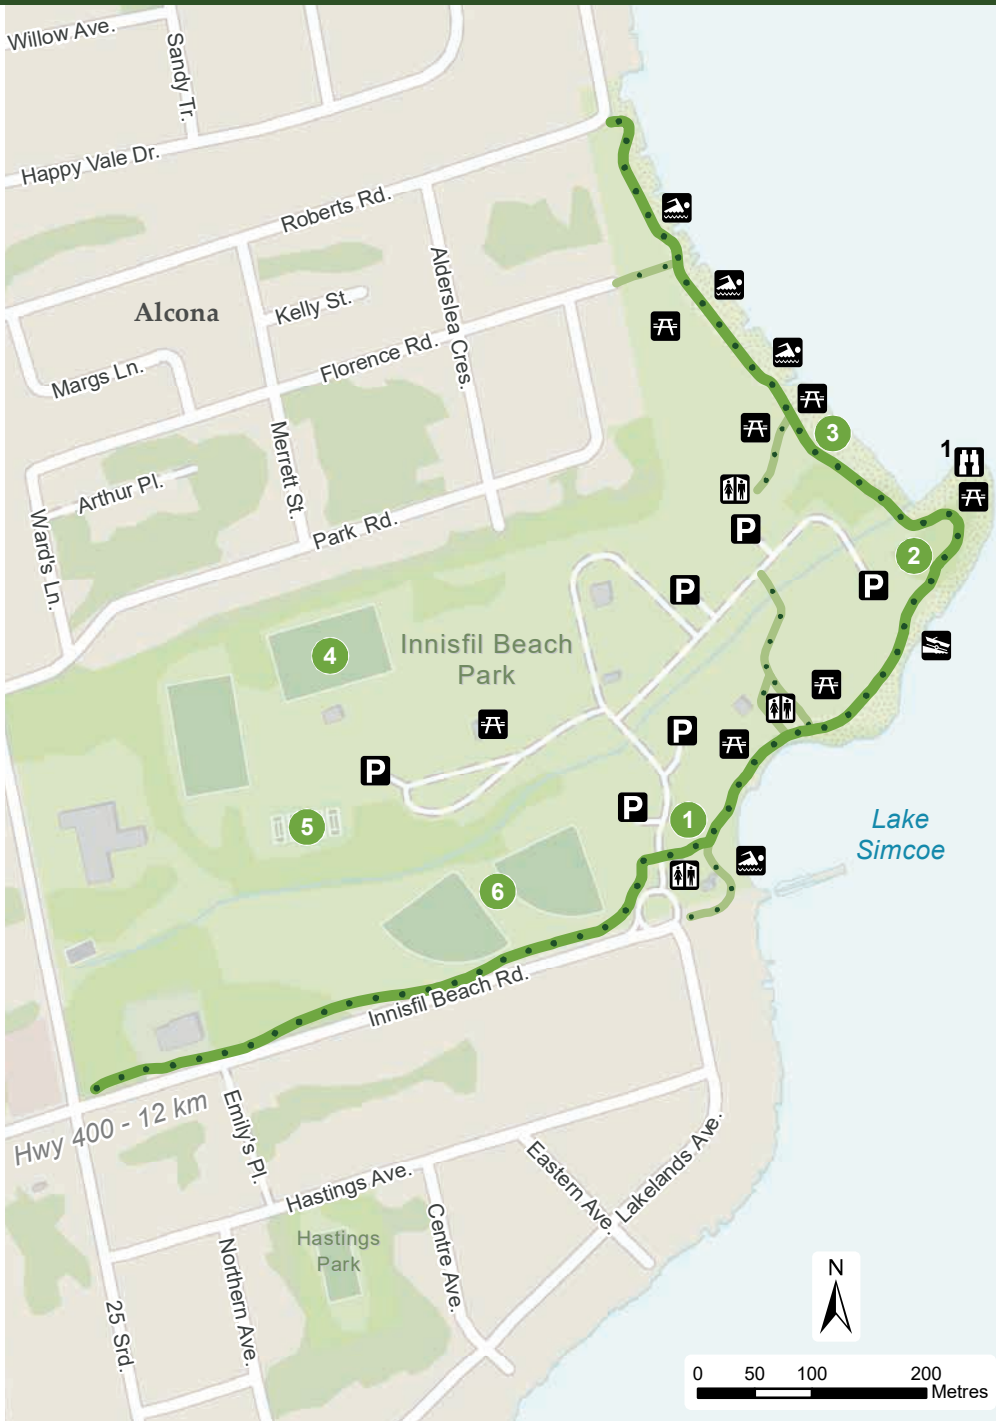 Willow Ave.
Sandy Tr.
Happy Vale Dr.
Roberts Rd.
Alderslea Cres.
Alcona
Kelly St.
Florence Rd.
Margs Ln.
Merrett St.
Arthur Pl.
Ward's Ln.
Park Rd.
3
1
2
P
P
P
4
Innisfil Beach
Park
P
P
P
5
1
Lake
Simcoe
6
Innisfil Beach Rd.
Hwy 400 - 12 km
Emily's Pl.
Hastings Ave.
Eastern Ave.
Lakelands Ave.
Centre Ave.
Hastings
Park
Northern Ave.
25 Srd.
N
0 50 100 200
Metres